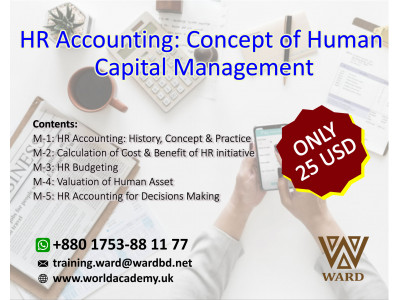 HR Accounting: Concept of Human
Capital Management
Contents:
M-1: HR Accounting: History, Concept & Practice
M-2: Calculation of Cost & Benefit of HR initiative
M-3: HR Budgeting
M-4: Valuation of Human Asset
M-5: HR Accounting for Decisions Making
ONLY
25 USD
+880 1753-88 11 77
training.ward@wardbd.net
www.worldacademy.uk
WARD